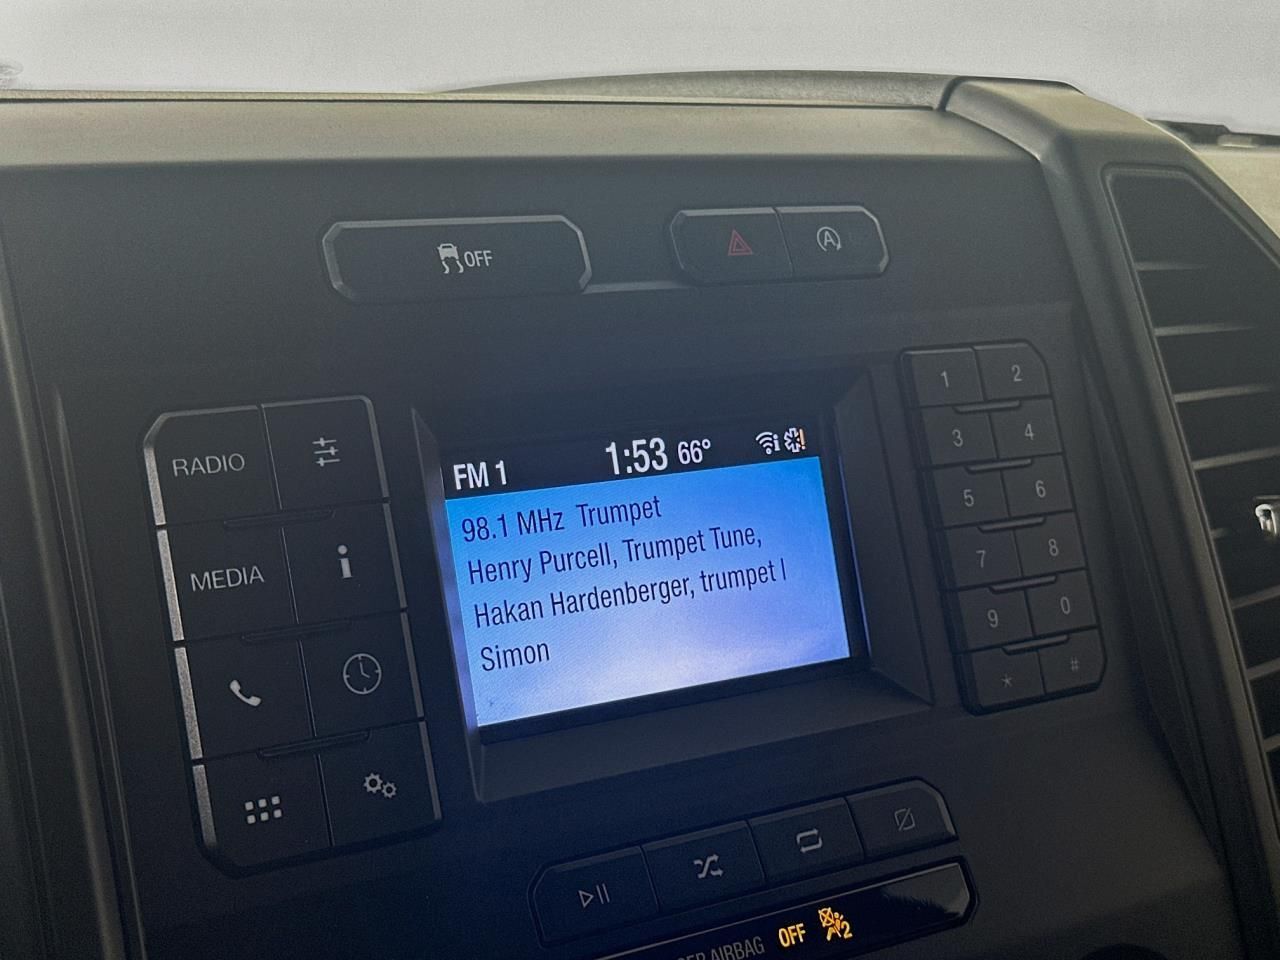 OFF
RADIO
MEDIA
FM 1 1:53 66°
98.1 MHz Trumpet
Henry Purcell, Trumpet Tune,
Hakan Hardenberger, trumpet I
Simon
1 2
3 4
5 6
7 8
9 0
* #
AIRBAG OFF 2